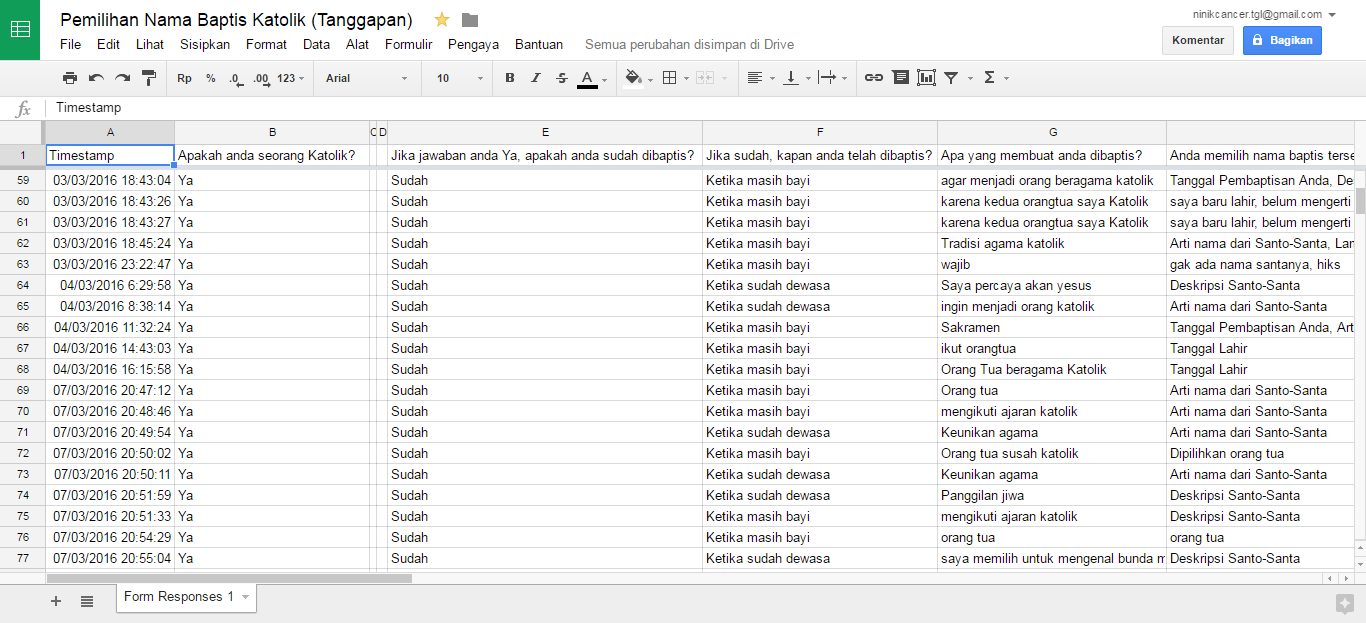 Pemilihan Nama Baptis Katolik (Tanggapan)
ninikcancer.tgl@gmail.com
File Edit Lihat Sisipkan Format Data Alat Formulir Pengaya Bantuan Semua perubahan disimpan di Drive
Komentar Bagikan
Rp % .0 .00 123 Arial 10 B I S A Σ
fx Timestamp
A B C D E F G
1 Timestamp Apakah anda seorang Katolik? Jika jawaban anda Ya, apakah anda sudah dibaptis? Jika sudah, kapan anda telah dibaptis? Apa yang membuat anda dibaptis? Anda memilih nama baptis terse
59 03/03/2016 18:43:04 Ya Sudah Ketika masih bayi agar menjadi orang beragama katolik Tanggal Pembaptisan Anda, De
60 03/03/2016 18:43:26 Ya Sudah Ketika masih bayi karena kedua orangtua saya Katolik saya baru lahir, belum mengerti
61 03/03/2016 18:43:27 Ya Sudah Ketika masih bayi karena kedua orangtua saya Katolik saya baru lahir, belum mengerti
62 03/03/2016 18:45:24 Ya Sudah Ketika masih bayi Tradisi agama katolik Arti nama dari Santo-Santa, Lar
63 03/03/2016 23:22:47 Ya Sudah Ketika masih bayi wajib gak ada nama santanya, hiks
64 04/03/2016 6:29:58 Ya Sudah Ketika sudah dewasa Saya percaya akan yesus Deskripsi Santo-Santa
65 04/03/2016 8:38:14 Ya Sudah Ketika sudah dewasa ingin menjadi orang katolik Arti nama dari Santo-Santa
66 04/03/2016 11:32:24 Ya Sudah Ketika masih bayi Sakramen Tanggal Pembaptisan Anda, Art
67 04/03/2016 14:43:03 Ya Sudah Ketika masih bayi ikut orangtua Tanggal Lahir
68 04/03/2016 16:15:58 Ya Sudah Ketika masih bayi Orang Tua beragama Katolik Tanggal Lahir
69 07/03/2016 20:47:12 Ya Sudah Ketika masih bayi Orang tua Arti nama dari Santo-Santa
70 07/03/2016 20:48:46 Ya Sudah Ketika masih bayi mengikuti ajaran katolik Arti nama dari Santo-Santa
71 07/03/2016 20:49:54 Ya Sudah Ketika sudah dewasa Keunikan agama Arti nama dari Santo-Santa
72 07/03/2016 20:50:02 Ya Sudah Ketika masih bayi Orang tua susah katolik Dipilihkan orang tua
73 07/03/2016 20:50:11 Ya Sudah Ketika sudah dewasa Keunikan agama Arti nama dari Santo-Santa
74 07/03/2016 20:51:59 Ya Sudah Ketika sudah dewasa Panggilan jiwa Deskripsi Santo-Santa
75 07/03/2016 20:51:33 Ya Sudah Ketika masih bayi mengikuti ajaran katolik Deskripsi Santo-Santa
76 07/03/2016 20:54:29 Ya Sudah Ketika masih bayi orang tua orang tua
77 07/03/2016 20:55:04 Ya Sudah Ketika sudah dewasa saya memilih untuk mengenal bunda m Deskripsi Santo-Santa
Form Responses 1